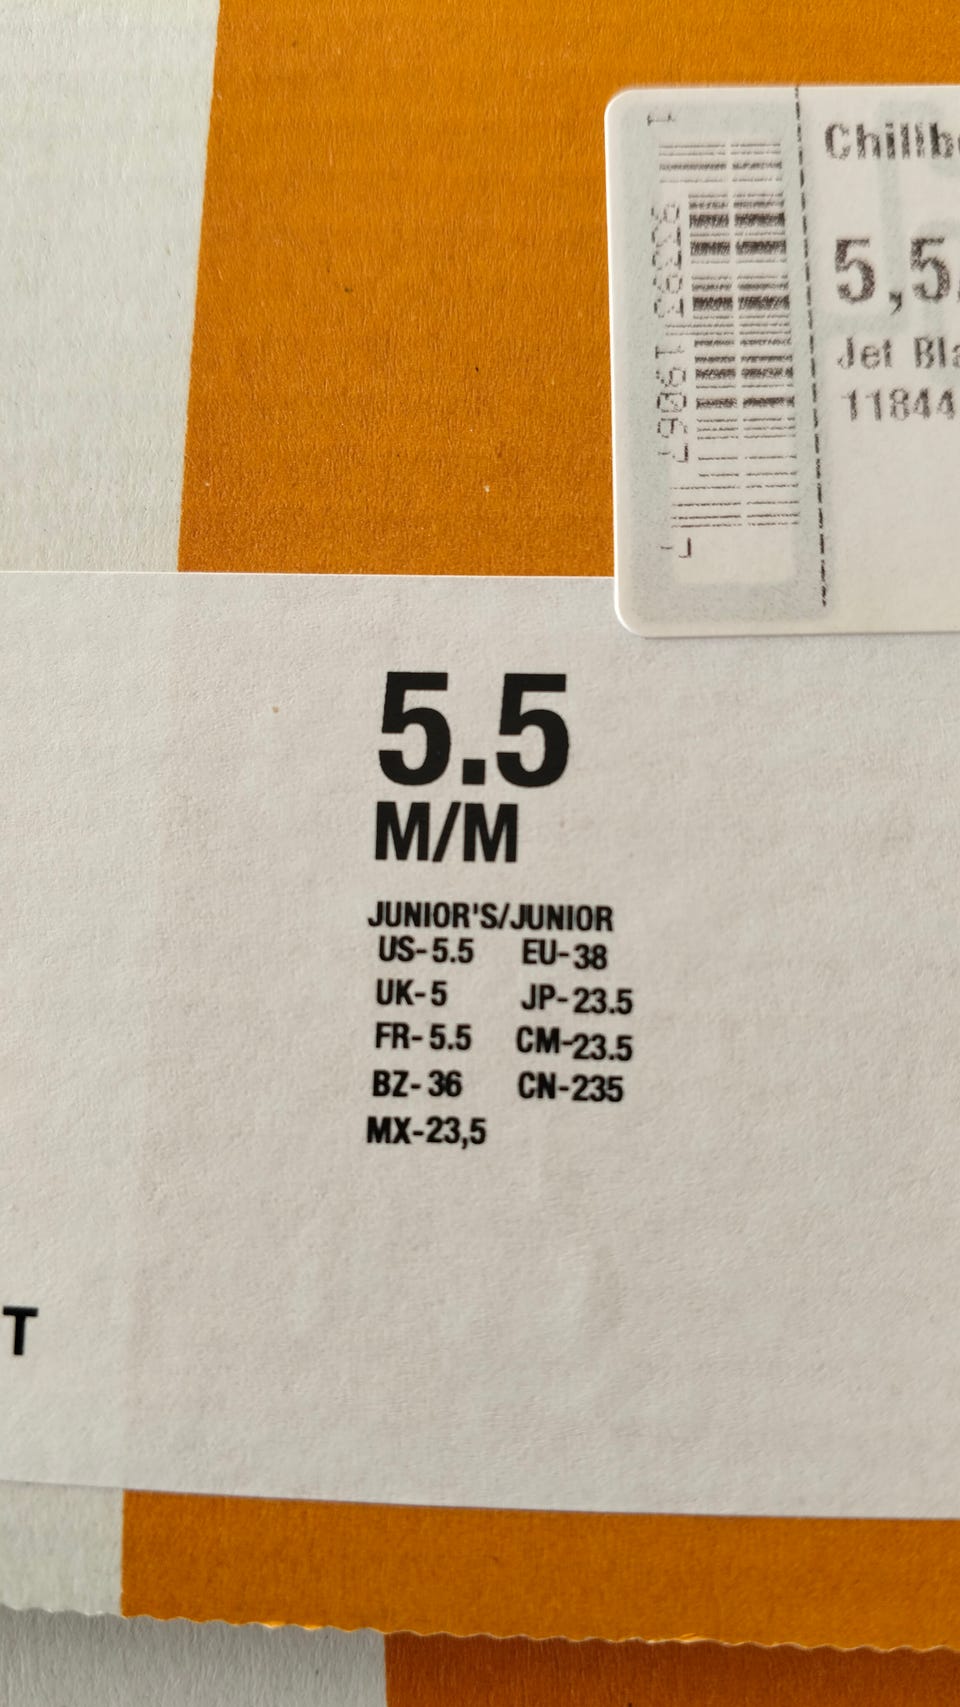 Chillb
5,5
Jet Bla
11844
5.5
M/M
JUNIOR'S/JUNIOR
US-5.5 EU-38
UK-5 JP-23.5
FR-5.5 CM-23.5
BZ-36 CN-235
MX-23,5
T